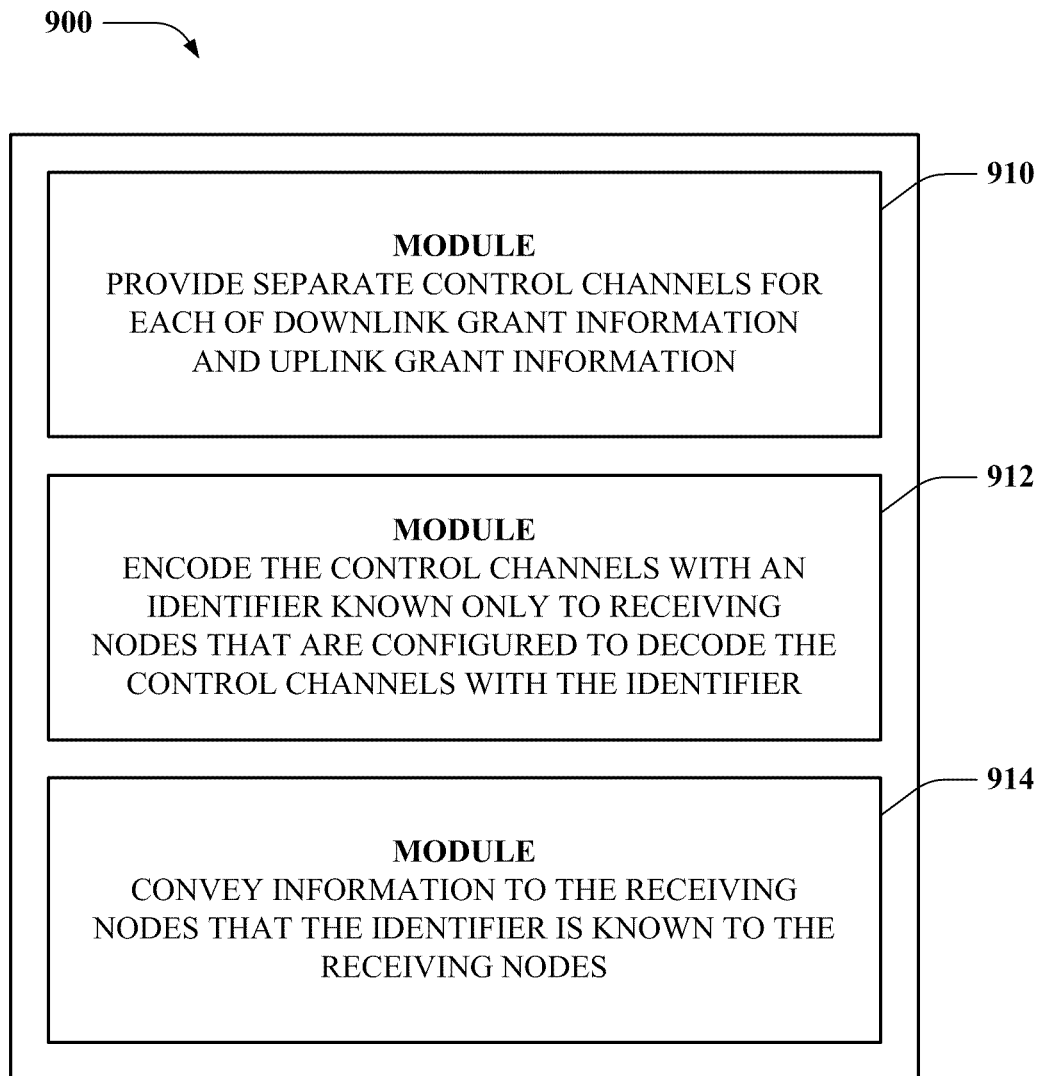 900
910
MODULE
PROVIDE SEPARATE CONTROL CHANNELS FOR
EACH OF DOWNLINK GRANT INFORMATION
AND UPLINK GRANT INFORMATION
912
MODULE
ENCODE THE CONTROL CHANNELS WITH AN
IDENTIFIER KNOWN ONLY TO RECEIVING
NODES THAT ARE CONFIGURED TO DECODE THE
CONTROL CHANNELS WITH THE IDENTIFIER
914
MODULE
CONVEY INFORMATION TO THE RECEIVING
NODES THAT THE IDENTIFIER IS KNOWN TO THE
RECEIVING NODES